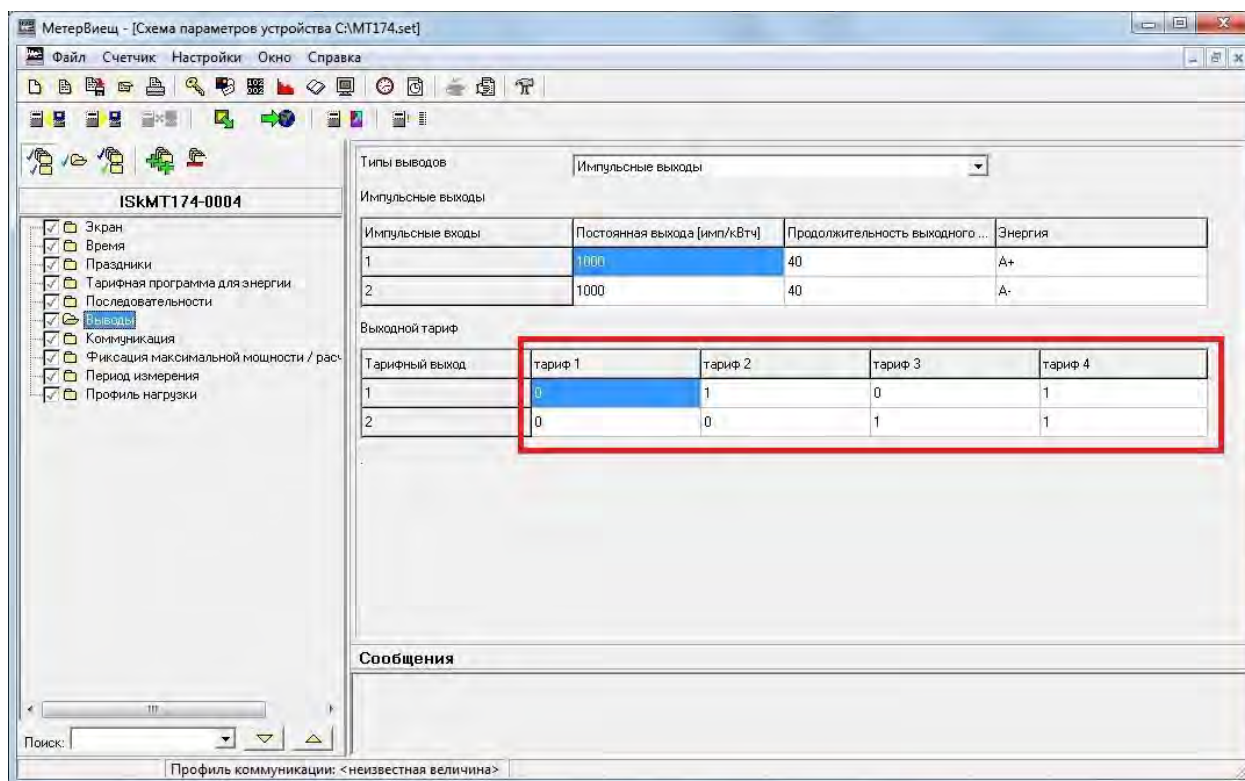 МетерВиещ - [Схема параметров устройства C:\MT174.set]
Файл Счетчик Настройки Окно Справка
ISkMT174-0004
Экран
Время
Праздники
Тарифная программа для энергии
Последовательности
Выводы
Коммуникация
Фиксация максимальной мощности / расч
Период измерения
Профиль нагрузки
Поиск:
Типы выводов Импульсные выходы
Импульсные выходы
Импульсные входы Постоянная выхода [имп/кВтч] Продолжительность выходного ... Энергия
1 1000 40 A+
2 1000 40 A-
Выходной тариф
Тарифный выход тариф 1 тариф 2 тариф 3 тариф 4
1 0 1 0 1
2 0 0 1 1
Сообщения
Профиль коммуникации: <неизвестная величина>